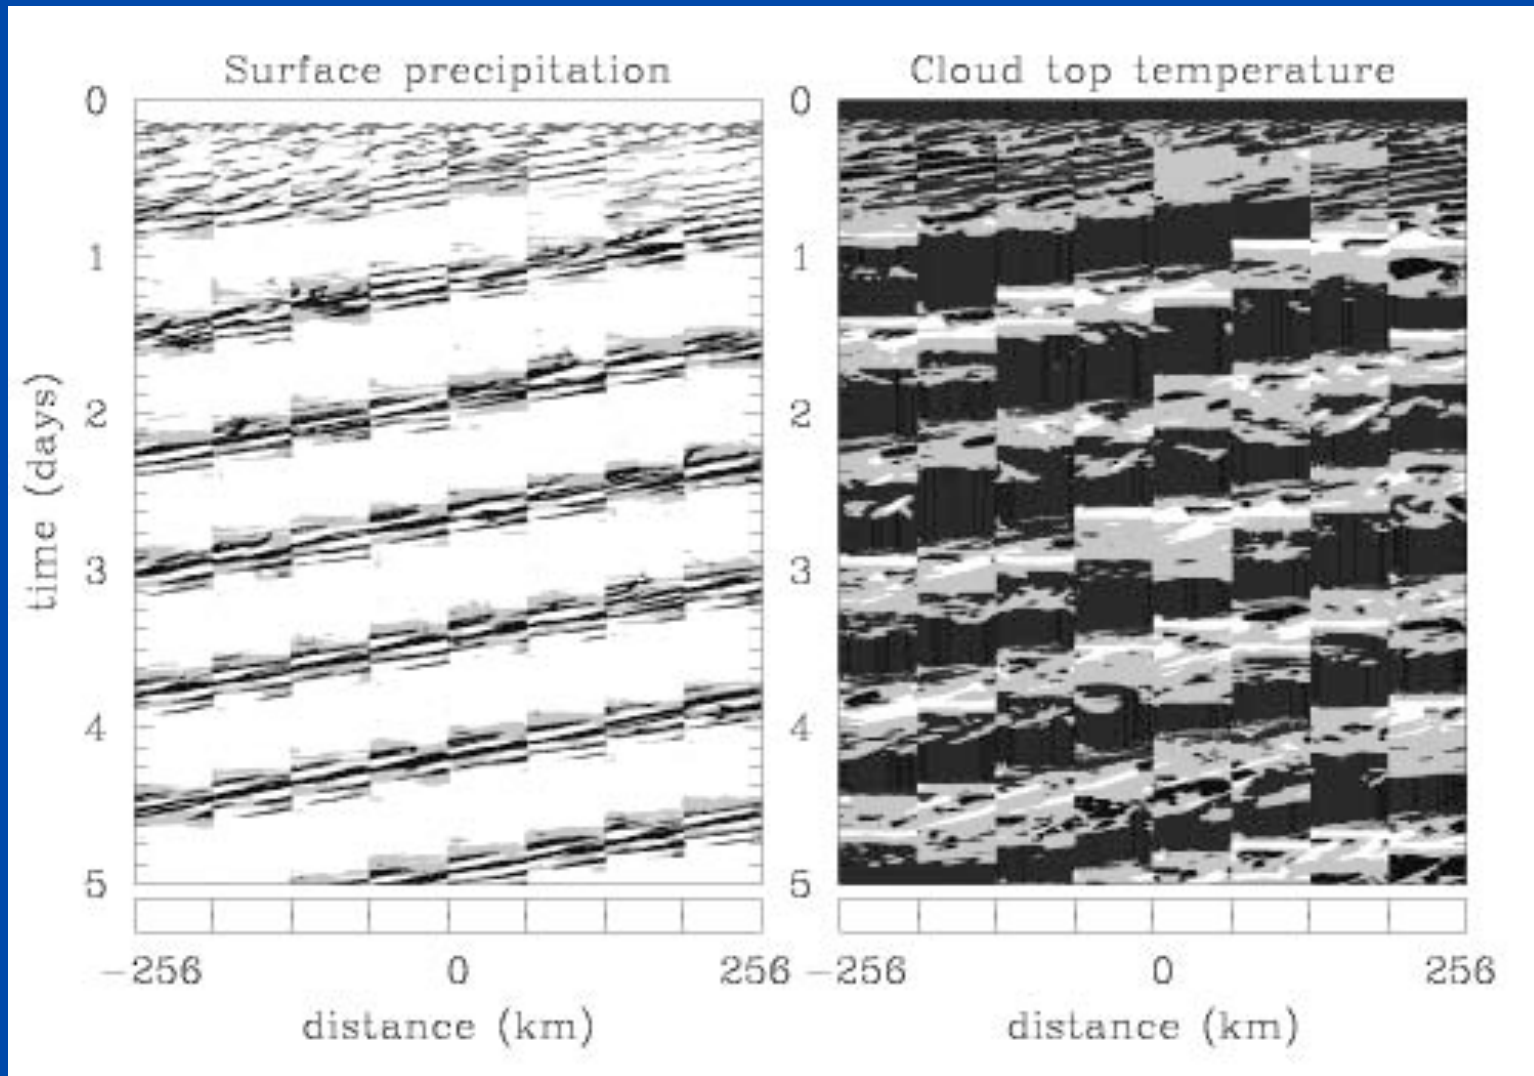 Surface precipitation
Cloud top temperature
0
1
2
3
4
5
time (days)
0
1
2
3
4
5
-256 0 256
-256 0 256
distance (km)
distance (km)